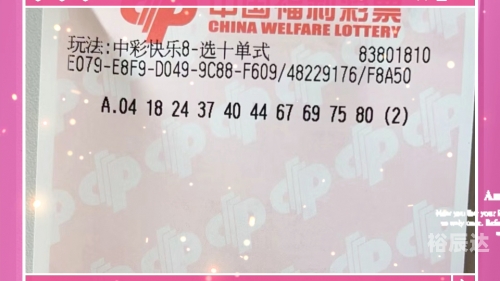 中国福利彩票
CHINA WELFARE LOTTERY
玩法:中彩快乐8-选十单式 83801810
E079-E8F9-D049-9C88-F609/48229176/F8A50
A.04 18 24 37 40 44 67 69 75 80 (2)
裕辰达